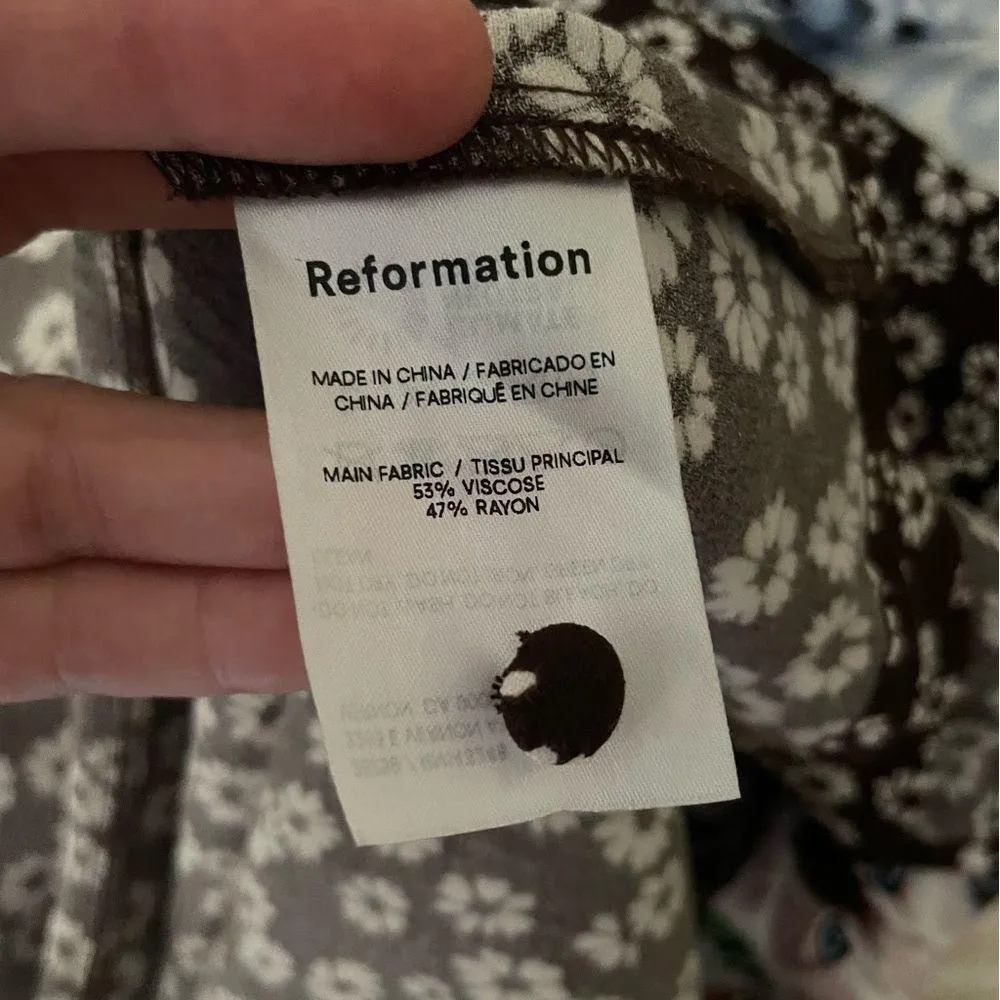 Reformation
MADE IN CHINA / FABRICADO EN
CHINA / FABRIQUÉ EN CHINE
MAIN FABRIC / TISSU PRINCIPAL
53% VISCOSE
47% RAYON